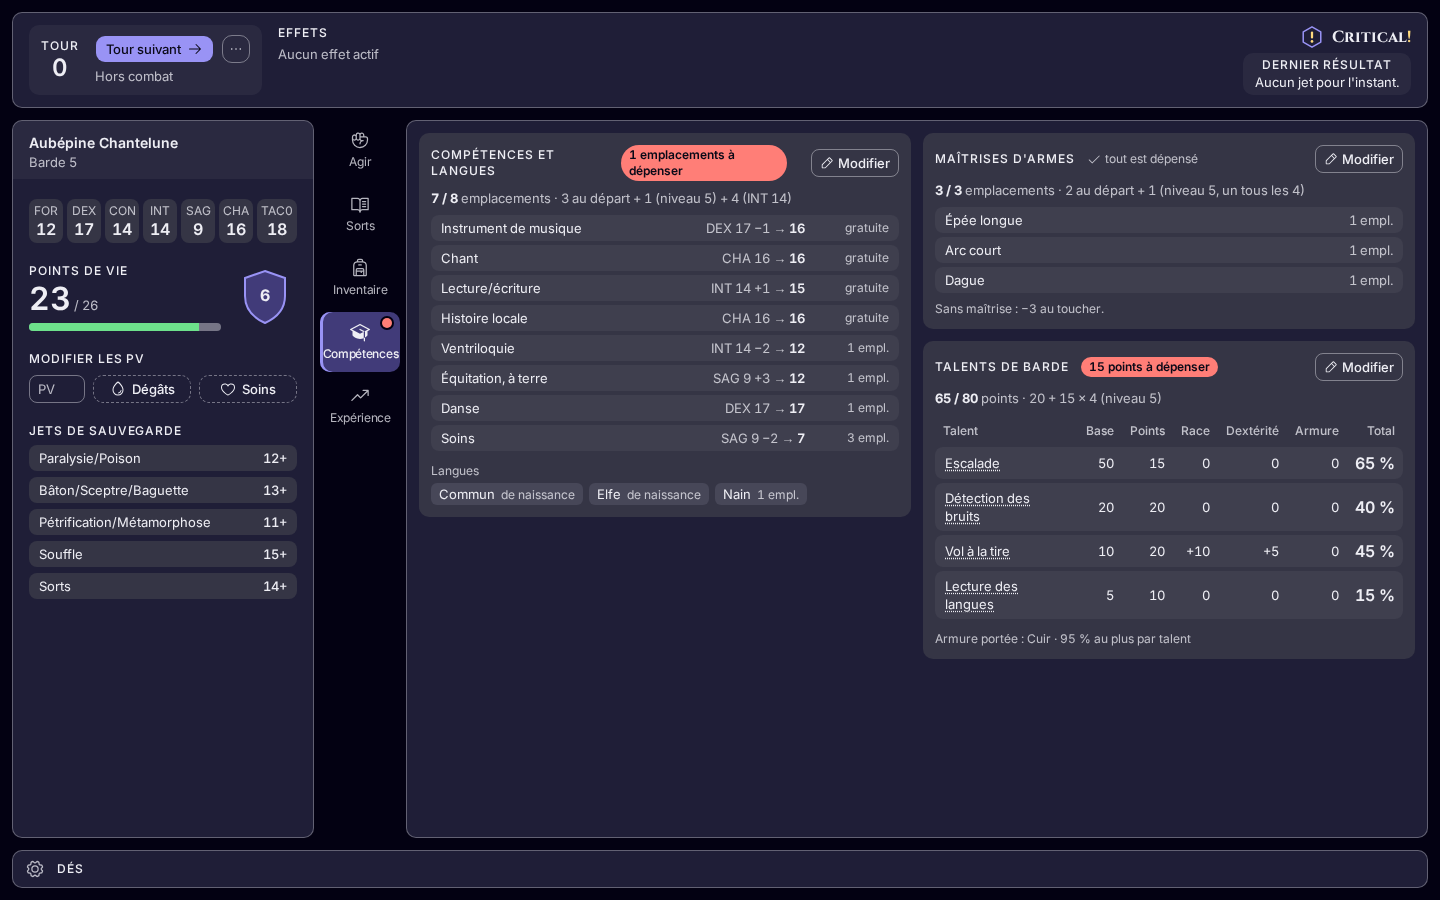 TOUR
0
Tour suivant →
...
Hors combat
EFFETS
Aucun effet actif
CRITICAL!
DERNIER RÉSULTAT
Aucun jet pour l'instant.
Aubépine Chantelune
Barde 5
FOR DEX CON INT SAG CHA TAC0
12 17 14 14 9 16 18
POINTS DE VIE
23 / 26
6
MODIFIER LES PV
PV Dégâts Soins
JETS DE SAUVEGARDE
Paralysie/Poison 12+
Bâton/Sceptre/Baguette 13+
Pétrification/Métamorphose 11+
Souffle 15+
Sorts 14+
Agir
Sorts
Inventaire
Compétences
Expérience
COMPÉTENCES ET
LANGUES
1 emplacements à
dépenser
Modifier
7 / 8 emplacements · 3 au départ + 1 (niveau 5) + 4 (INT 14)
Instrument de musique DEX 17 −1 → 16 gratuite
Chant CHA 16 → 16 gratuite
Lecture/écriture INT 14 +1 → 15 gratuite
Histoire locale CHA 16 → 16 gratuite
Ventriloquie INT 14 −2 → 12 1 empl.
Équitation, à terre SAG 9 +3 → 12 1 empl.
Danse DEX 17 → 17 1 empl.
Soins SAG 9 −2 → 7 3 empl.
Langues
Commun de naissance Elfe de naissance Nain 1 empl.
MAÎTRISES D'ARMES ✓ tout est dépensé Modifier
3 / 3 emplacements · 2 au départ + 1 (niveau 5, un tous les 4)
Épée longue 1 empl.
Arc court 1 empl.
Dague 1 empl.
Sans maîtrise : −3 au toucher.
TALENTS DE BARDE 15 points à dépenser Modifier
65 / 80 points · 20 + 15 × 4 (niveau 5)
Talent Base Points Race Dextérité Armure Total
Escalade 50 15 0 0 0 65 %
Détection des
bruits 20 20 0 0 0 40 %
Vol à la tire 10 20 +10 +5 0 45 %
Lecture des
langues 5 10 0 0 0 15 %
Armure portée : Cuir · 95 % au plus par talent
DÉS